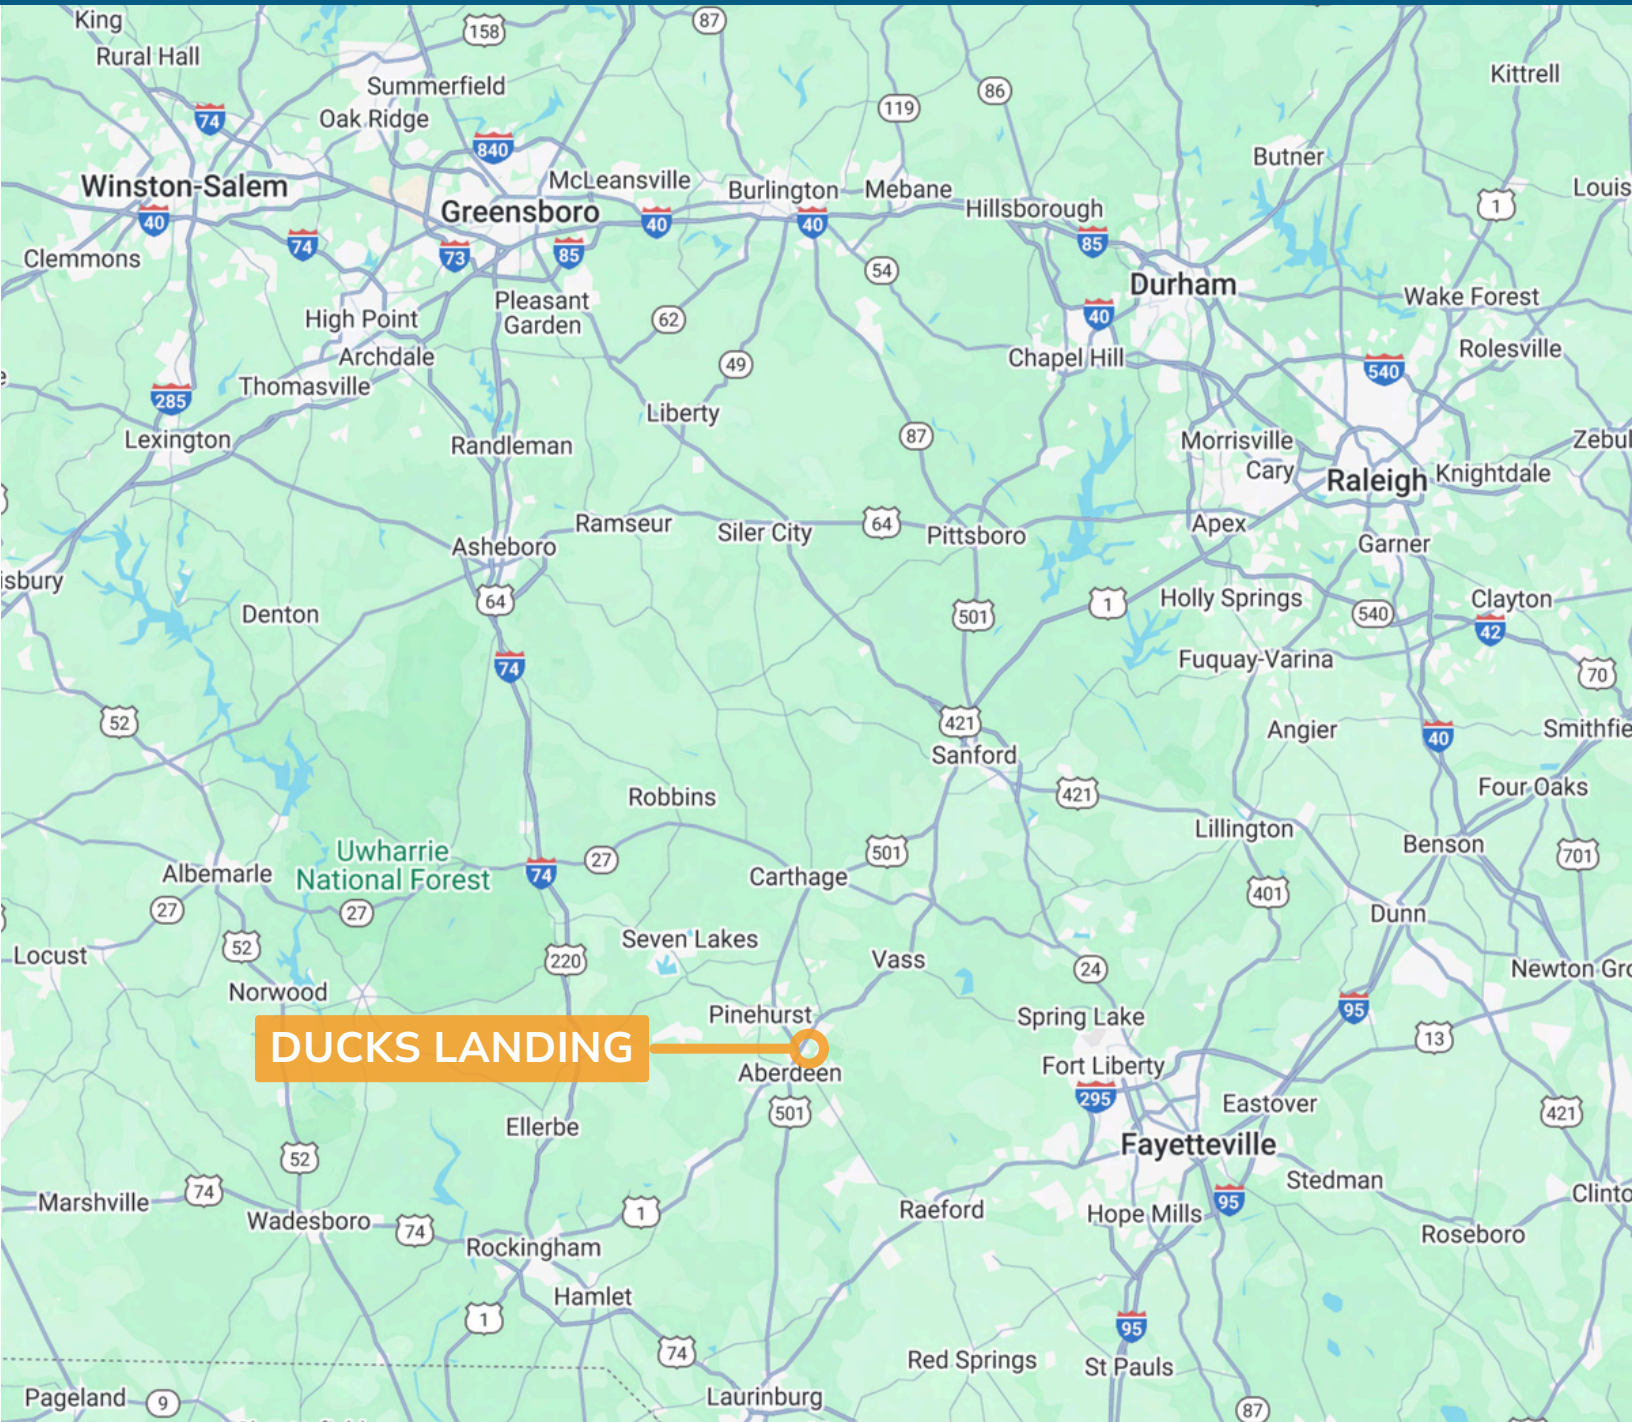 King
158
87
Rural Hall
Kittrell
Summerfield
86
119
Oak Ridge
74
840
Butner
Winston-Salem
McLeansville
Burlington
Mebane
Louis
1
Greensboro
Hillsborough
40
40
40
74
73
85
85
Clemmons
54
Durham
Pleasant
Garden
Wake Forest
High Point
62
40
Archdale
49
Chapel Hill
Rolesville
540
Thomasville
285
Liberty
Lexington
Randleman
87
Morrisville
Cary
Raleigh
Knightdale
Zebul
Ramseur
Siler City
64
Pittsboro
Apex
Asheboro
Garner
isbury
Denton
64
501
1
Holly Springs
540
Clayton
42
74
Fuquay-Varina
70
52
421
Angier
40
Smithfie
Sanford
Robbins
421
Four Oaks
Lillington
Benson
Uwharrie
National Forest
Albemarle
74
27
501
701
Carthage
401
27
27
Dunn
Locust
52
220
Seven Lakes
Vass
24
Newton Gro
Norwood
95
Pinehurst
Spring Lake
13
DUCKS LANDING
Aberdeen
Fort Liberty
295
Eastover
421
501
Ellerbe
Fayetteville
52
Stedman
Marshville
74
Wadesboro
74
1
Raeford
Hope Mills
95
Clinto
Rockingham
Roseboro
Hamlet
1
95
74
Red Springs
St Pauls
Pageland
9
Laurinburg
87